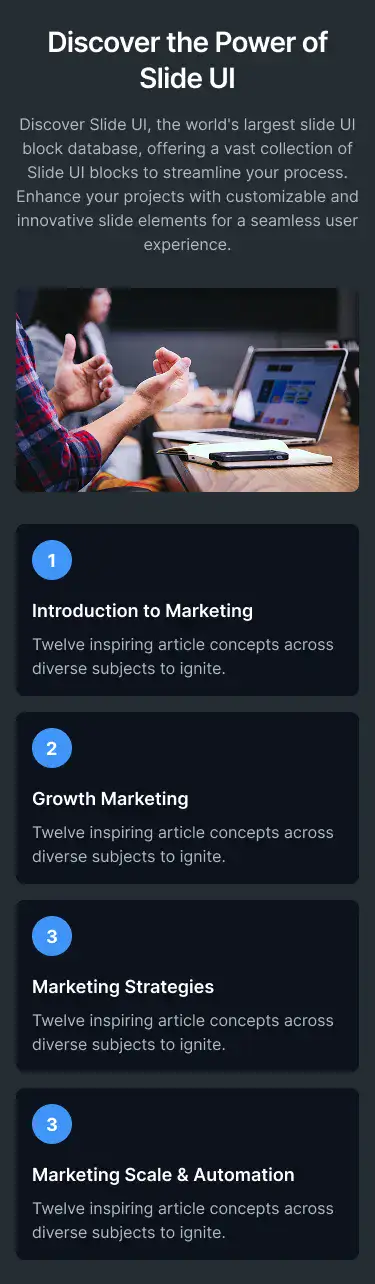 Discover the Power of
Slide UI
Discover Slide UI, the world's largest slide UI
block database, offering a vast collection of
Slide UI blocks to streamline your process.
Enhance your projects with customizable and
innovative slide elements for a seamless user
experience.
1
Introduction to Marketing
Twelve inspiring article concepts across
diverse subjects to ignite.
2
Growth Marketing
Twelve inspiring article concepts across
diverse subjects to ignite.
3
Marketing Strategies
Twelve inspiring article concepts across
diverse subjects to ignite.
3
Marketing Scale & Automation
Twelve inspiring article concepts across
diverse subjects to ignite.